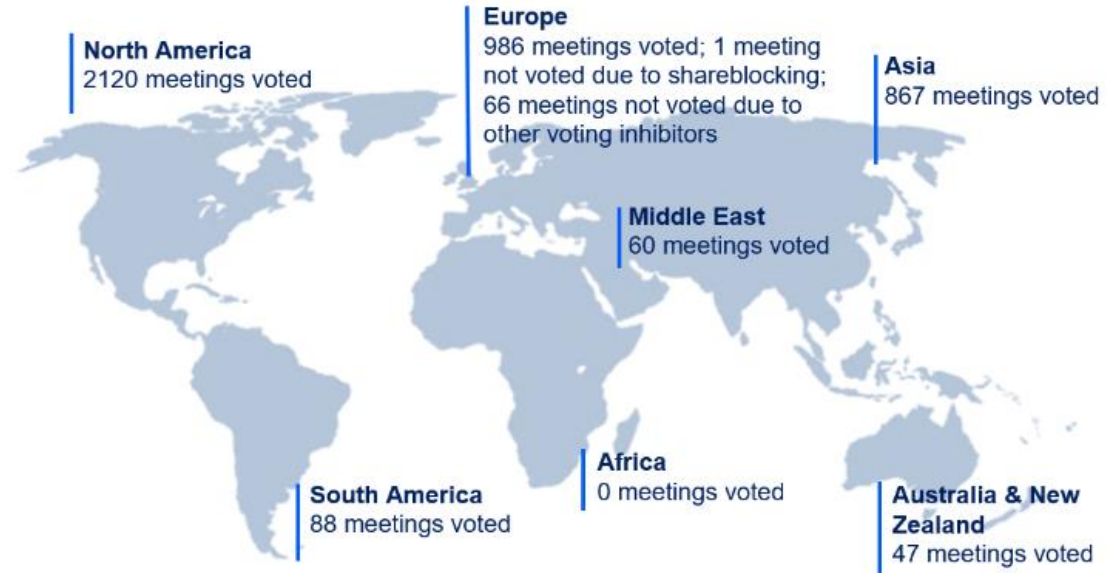 North America
2120 meetings voted
Europe
986 meetings voted; 1 meeting
not voted due to shareblocking;
66 meetings not voted due to
other voting inhibitors
Asia
867 meetings voted
Middle East
60 meetings voted
Africa
0 meetings voted
South America
88 meetings voted
Australia & New
Zealand
47 meetings voted